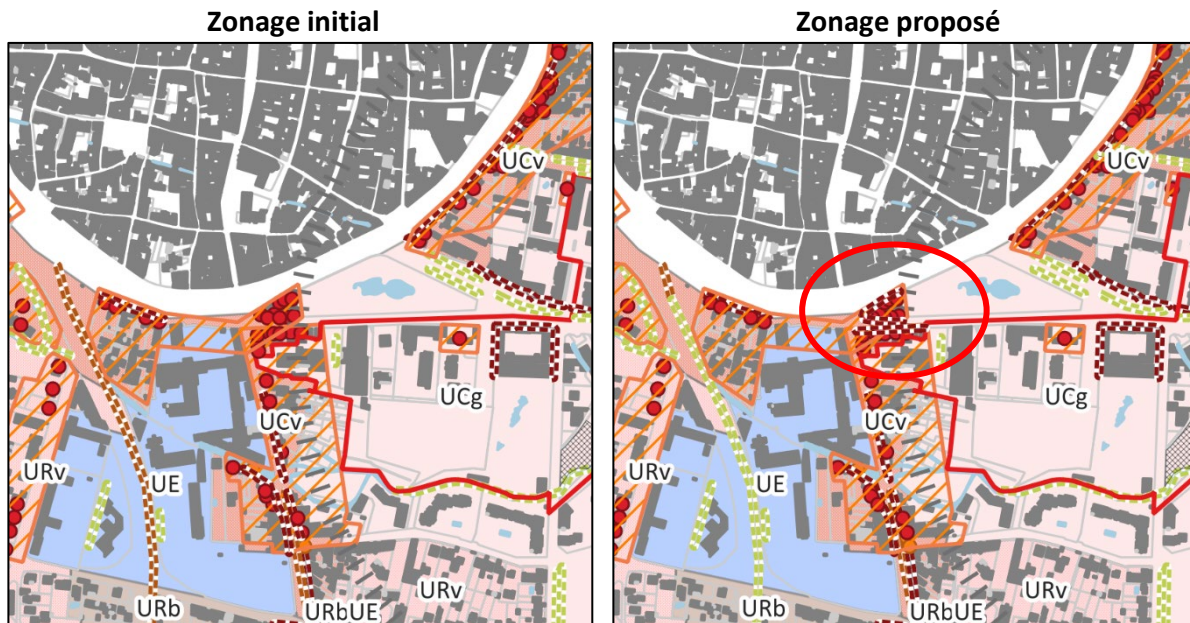 Zonage initial
Zonage proposé
UCv
UCg
UCv
URv
UE
URv
URb
URbUE
UCv
UCg
UCv
URv
UE
URv
URb
URbUE